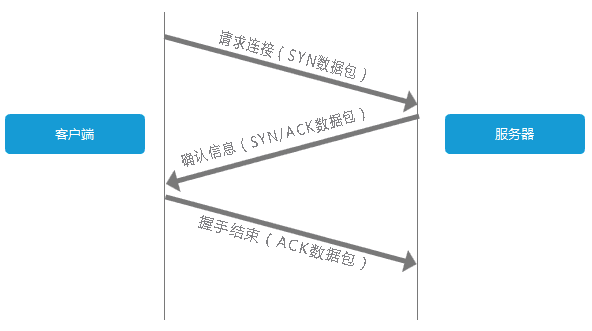 请求连接（SYN数据包）
确认信息（SYN/ACK数据包）
客户端
服务器
握手结束（ACK数据包）